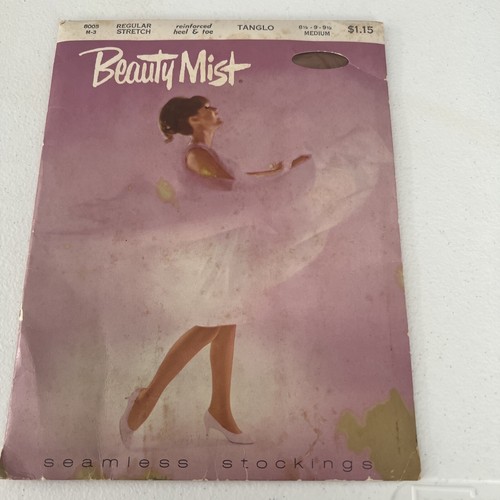 8005 REGULAR reinforced TANGLO 8½ - 9 - 9½ $1.15
M-3 STRETCH heel & toe MEDIUM
Beauty Mist
seamless stockings